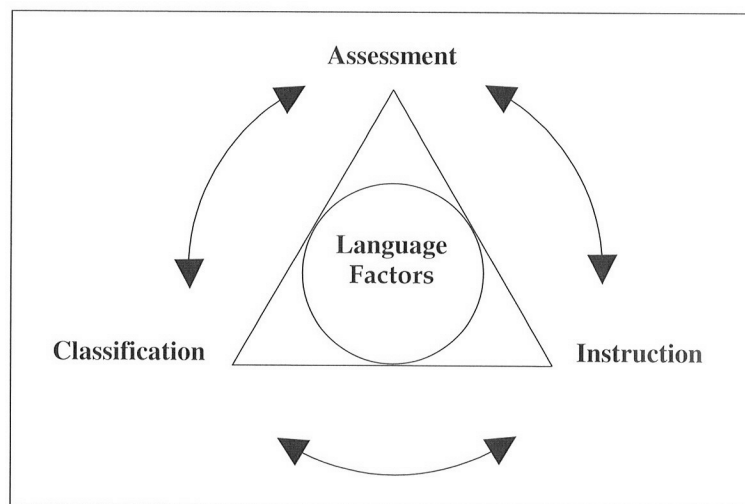 Assessment
Language
Factors
Classification
Instruction